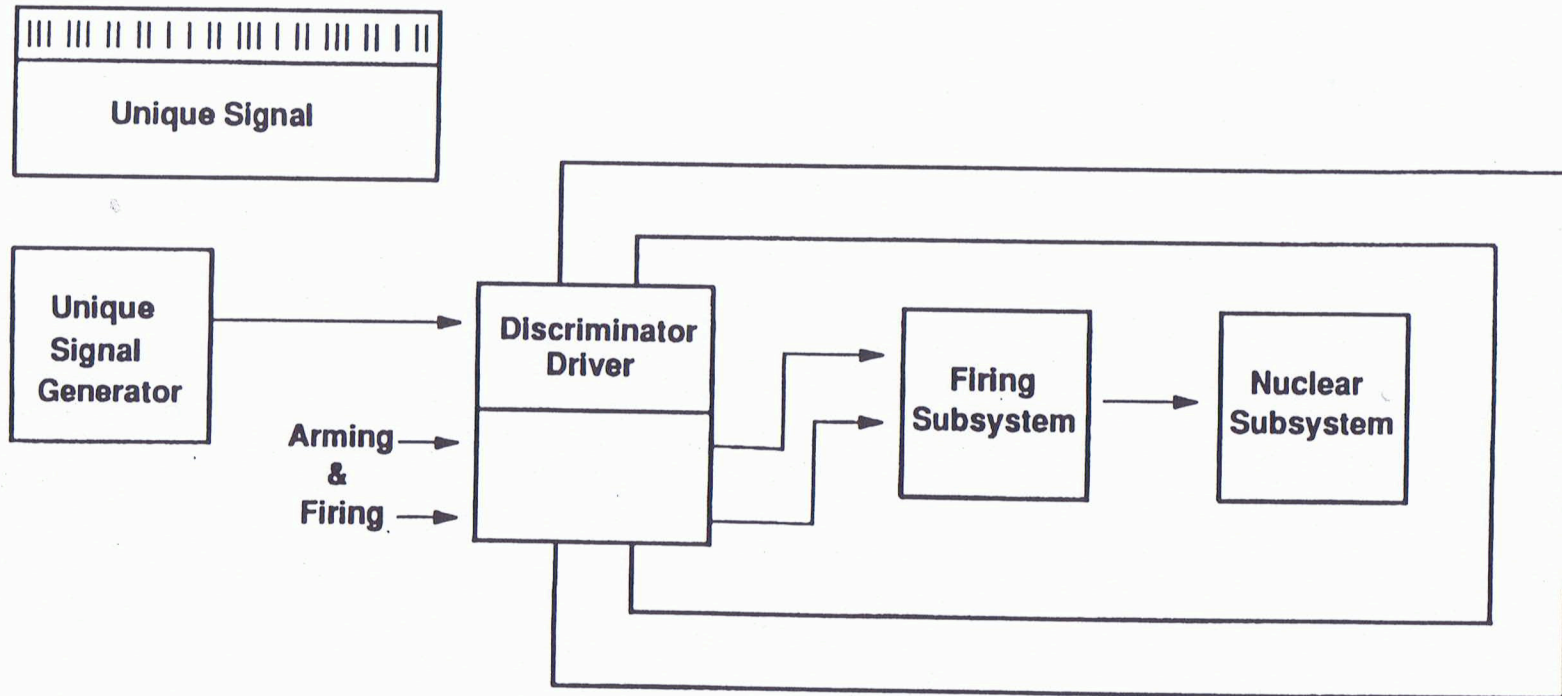 Unique Signal
Unique
Signal
Generator
Discriminator
Driver
Arming
&
Firing
Firing
Subsystem
Nuclear
Subsystem